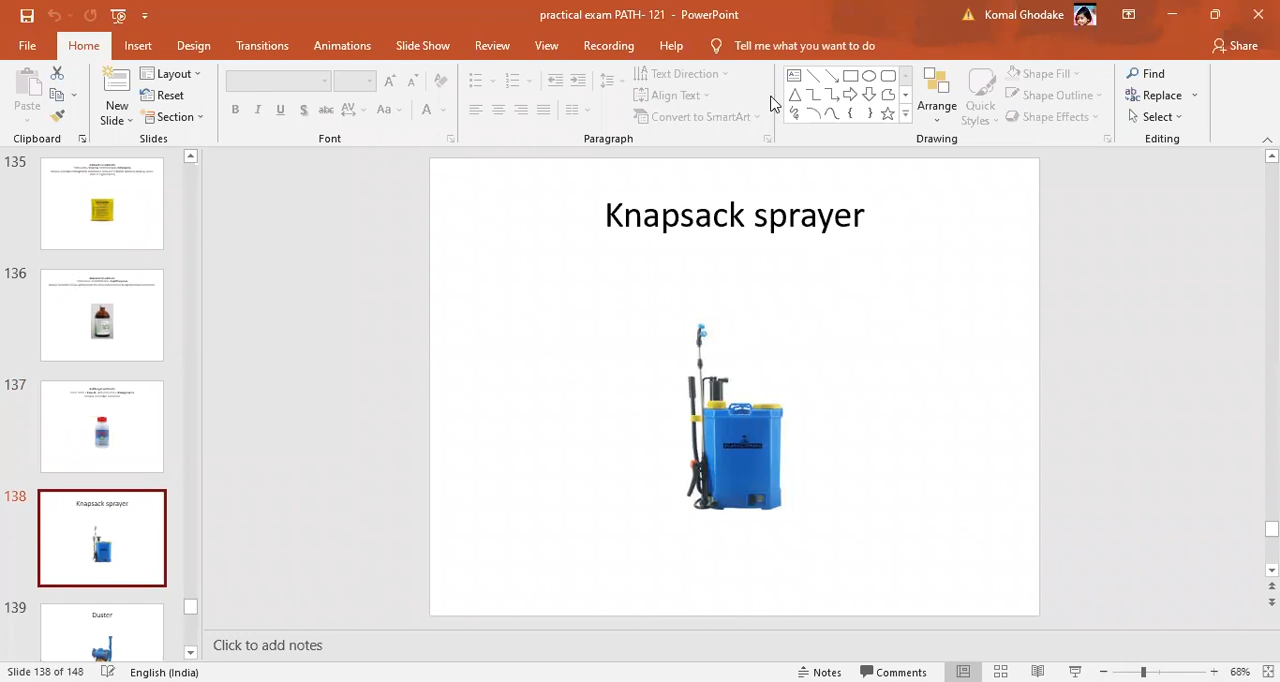 practical exam PATH- 121 - PowerPoint
Komal Ghodake
File Home Insert Design Transitions Animations Slide Show Review View Recording Help Tell me what you want to do Share
Paste
New Slide
Layout
Reset
Section
Text Direction
Align Text
Convert to SmartArt
Arrange
Quick Styles
Shape Fill
Shape Outline
Shape Effects
Find
Replace
Select
Clipboard Slides Font Paragraph Drawing Editing
135
136
137
138
Knapsack sprayer
139
Duster
Knapsack sprayer
Click to add notes
Slide 138 of 148 English (India) Notes Comments 68%